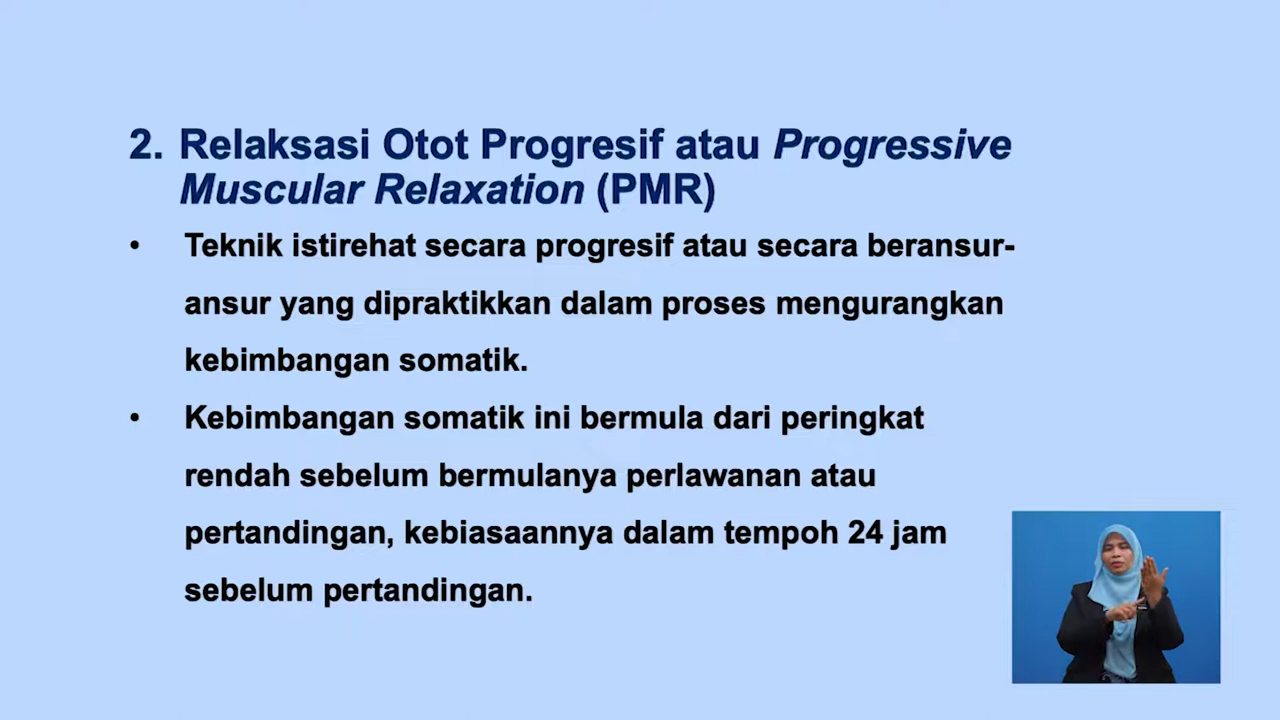 2. Relaksasi Otot Progresif atau Progressive
Muscular Relaxation (PMR)
• Teknik istirehat secara progresif atau secara beransur-
ansur yang dipraktikkan dalam proses mengurangkan
kebimbangan somatik.
• Kebimbangan somatik ini bermula dari peringkat
rendah sebelum bermulanya perlawanan atau
pertandingan, kebiasaannya dalam tempoh 24 jam
sebelum pertandingan.